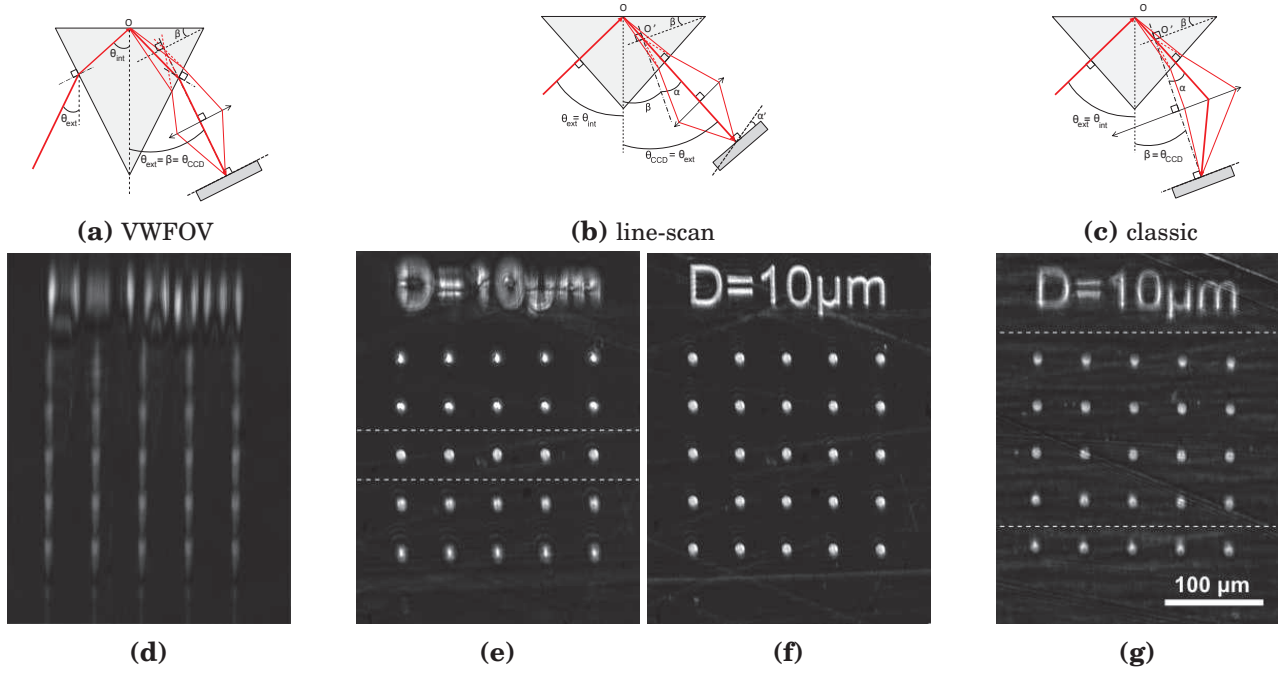 O
β
θint
θext
θext = β = θCCD
(a) VWFOV
O
O'
β
β
α
θext = θint
θCCD = θext
α'
(b) line-scan
O
O'
β
α
θext = θint
β = θCCD
(c) classic
D=10μm
D=10μm
D=10μm
100 μm
(d)
(e)
(f)
(g)